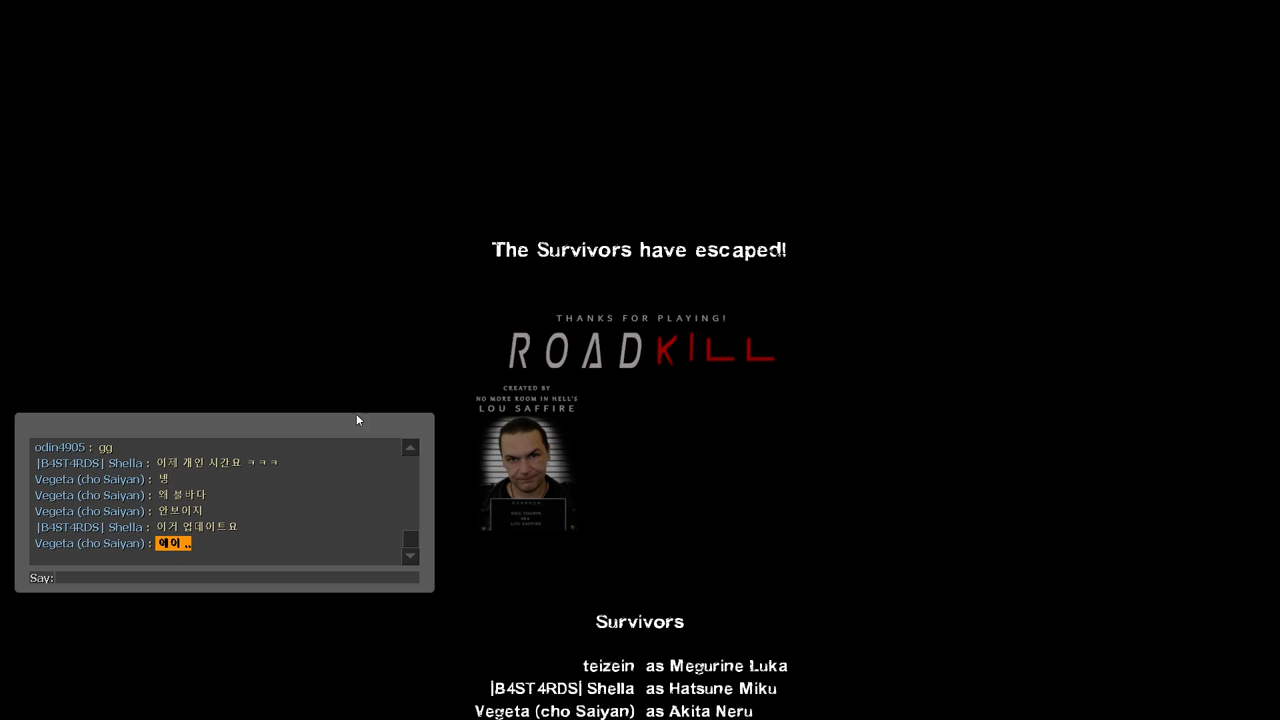 The Survivors have escaped!
THANKS FOR PLAYING!
ROADKILL
CREATED BY
NO MORE ROOM IN HELL'S
LOU SAFFIRE
odin4905 : gg
|B4ST4RDS| Shella : 이제 개인 시간요 ㅋㅋㅋ
Vegeta (cho Saiyan) : 넹
Vegeta (cho Saiyan) : 왜 불바다
Vegeta (cho Saiyan) : 안보이지
|B4ST4RDS| Shella : 이거 업데이트요
Vegeta (cho Saiyan) : 에이 ..
Say:
Survivors
teizein as Megurine Luka
|B4ST4RDS| Shella as Hatsune Miku
Vegeta (cho Saiyan) as Akita Neru